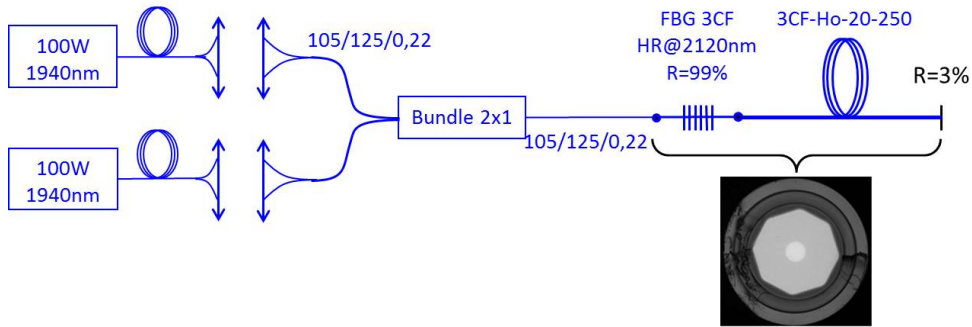 100W
1940nm
105/125/0,22
100W
1940nm
Bundle 2x1
105/125/0,22
FBG 3CF
HR@2120nm
R=99%
3CF-Ho-20-250
R=3%